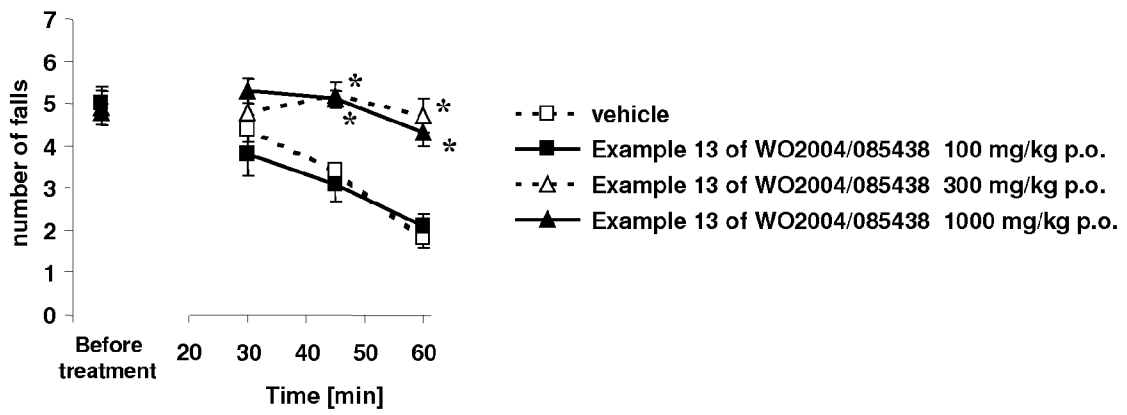 7
6
5
4
3
2
1
0
number of falls
Before
treatment
20
30
40
50
60
Time [min]
*
*
*
*
vehicle
Example 13 of WO2004/085438 100 mg/kg p.o.
Example 13 of WO2004/085438 300 mg/kg p.o.
Example 13 of WO2004/085438 1000 mg/kg p.o.